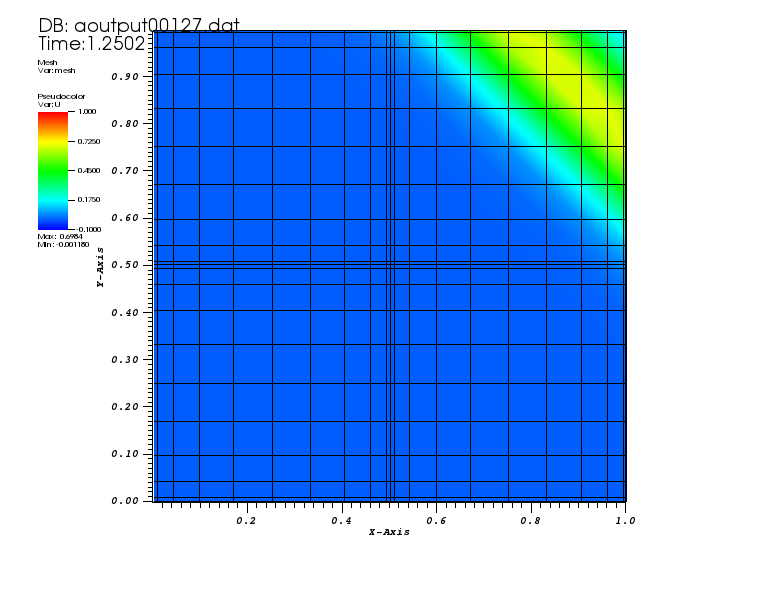 DB: aoutput00127.dat
Time:1.2502
Mesh
Var: mesh
Pseudocolor
Var: U
1.000
0.7250
0.4500
0.1750
-0.1000
Max: 0.6984
Min: -0.001180
Y-Axis
0.90
0.80
0.70
0.60
0.50
0.40
0.30
0.20
0.10
0.00
0.2
0.4
0.6
0.8
1.0
X-Axis